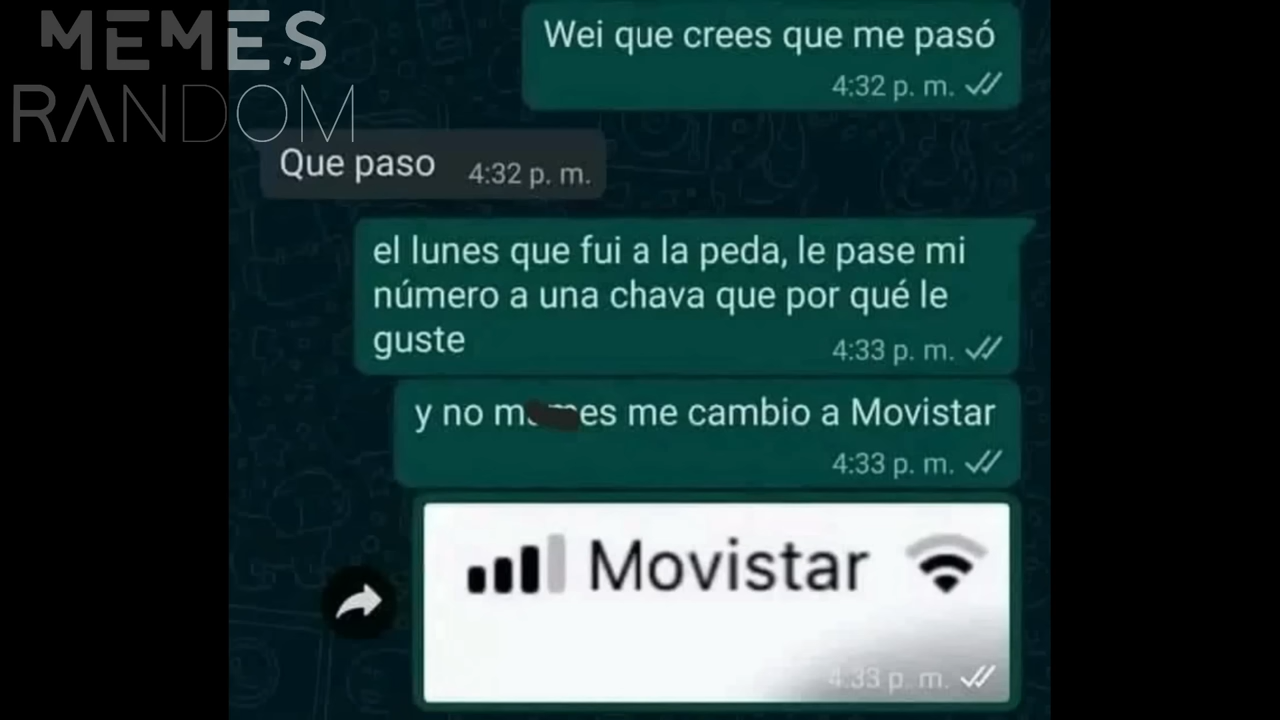 MEMES
RANDOM
Wei que crees que me pasó
4:32 p. m.
Que paso 4:32 p. m.
el lunes que fui a la peda, le pase mi
número a una chava que por qué le
guste 4:33 p. m.
y no me cambio a Movistar
4:33 p. m.
Movistar
4:33 p. m.